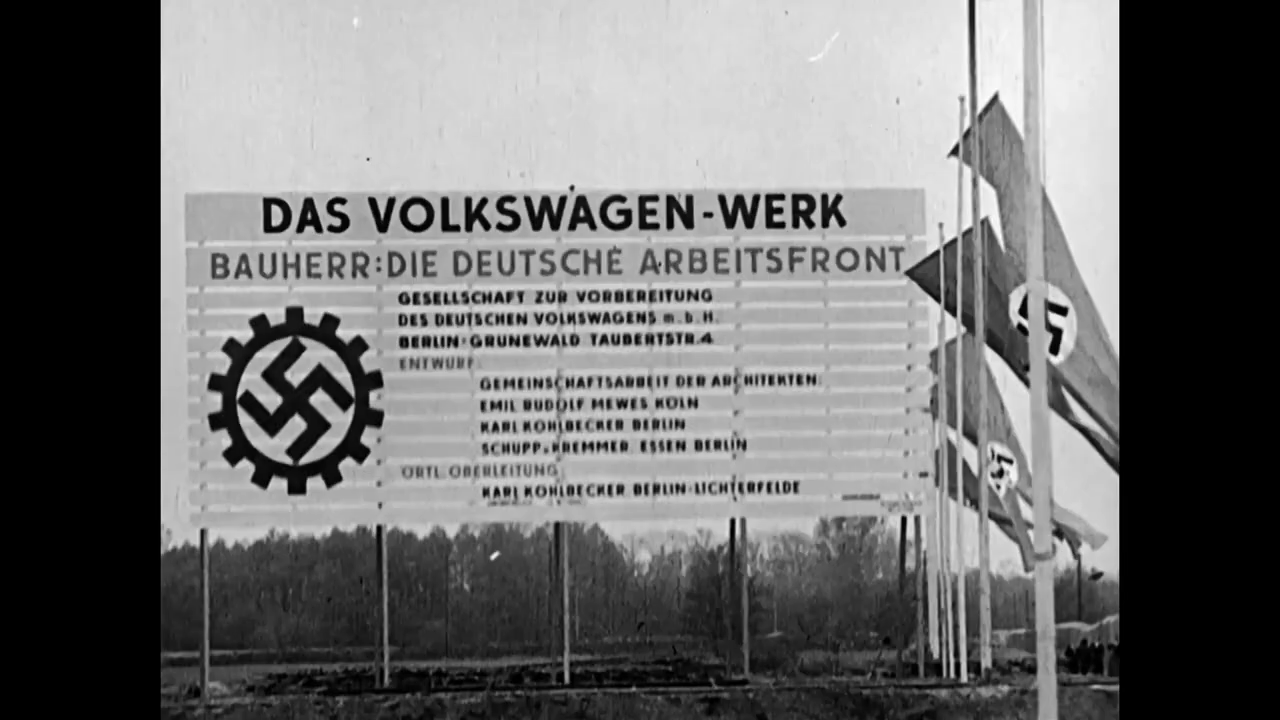 DAS VOLKSWAGEN-WERK
BAUHERR: DIE DEUTSCHE ARBEITSFRONT
GESELLSCHAFT ZUR VORBEREITUNG
DES DEUTSCHEN VOLKSWAGENS m.b.H.
BERLIN-GRUNEWALD TAUBERTSTR.4
ENTWURF:
GEMEINSCHAFTSARBEIT DER ARCHITEKTEN:
EMIL RUDOLF MEWES KÖLN
KARL KOHLBECKER BERLIN
SCHUPP-KREMMER ESSEN BERLIN
ÖRTL. OBERLEITUNG:
KARL KOHLBECKER BERLIN-LICHTERFELDE